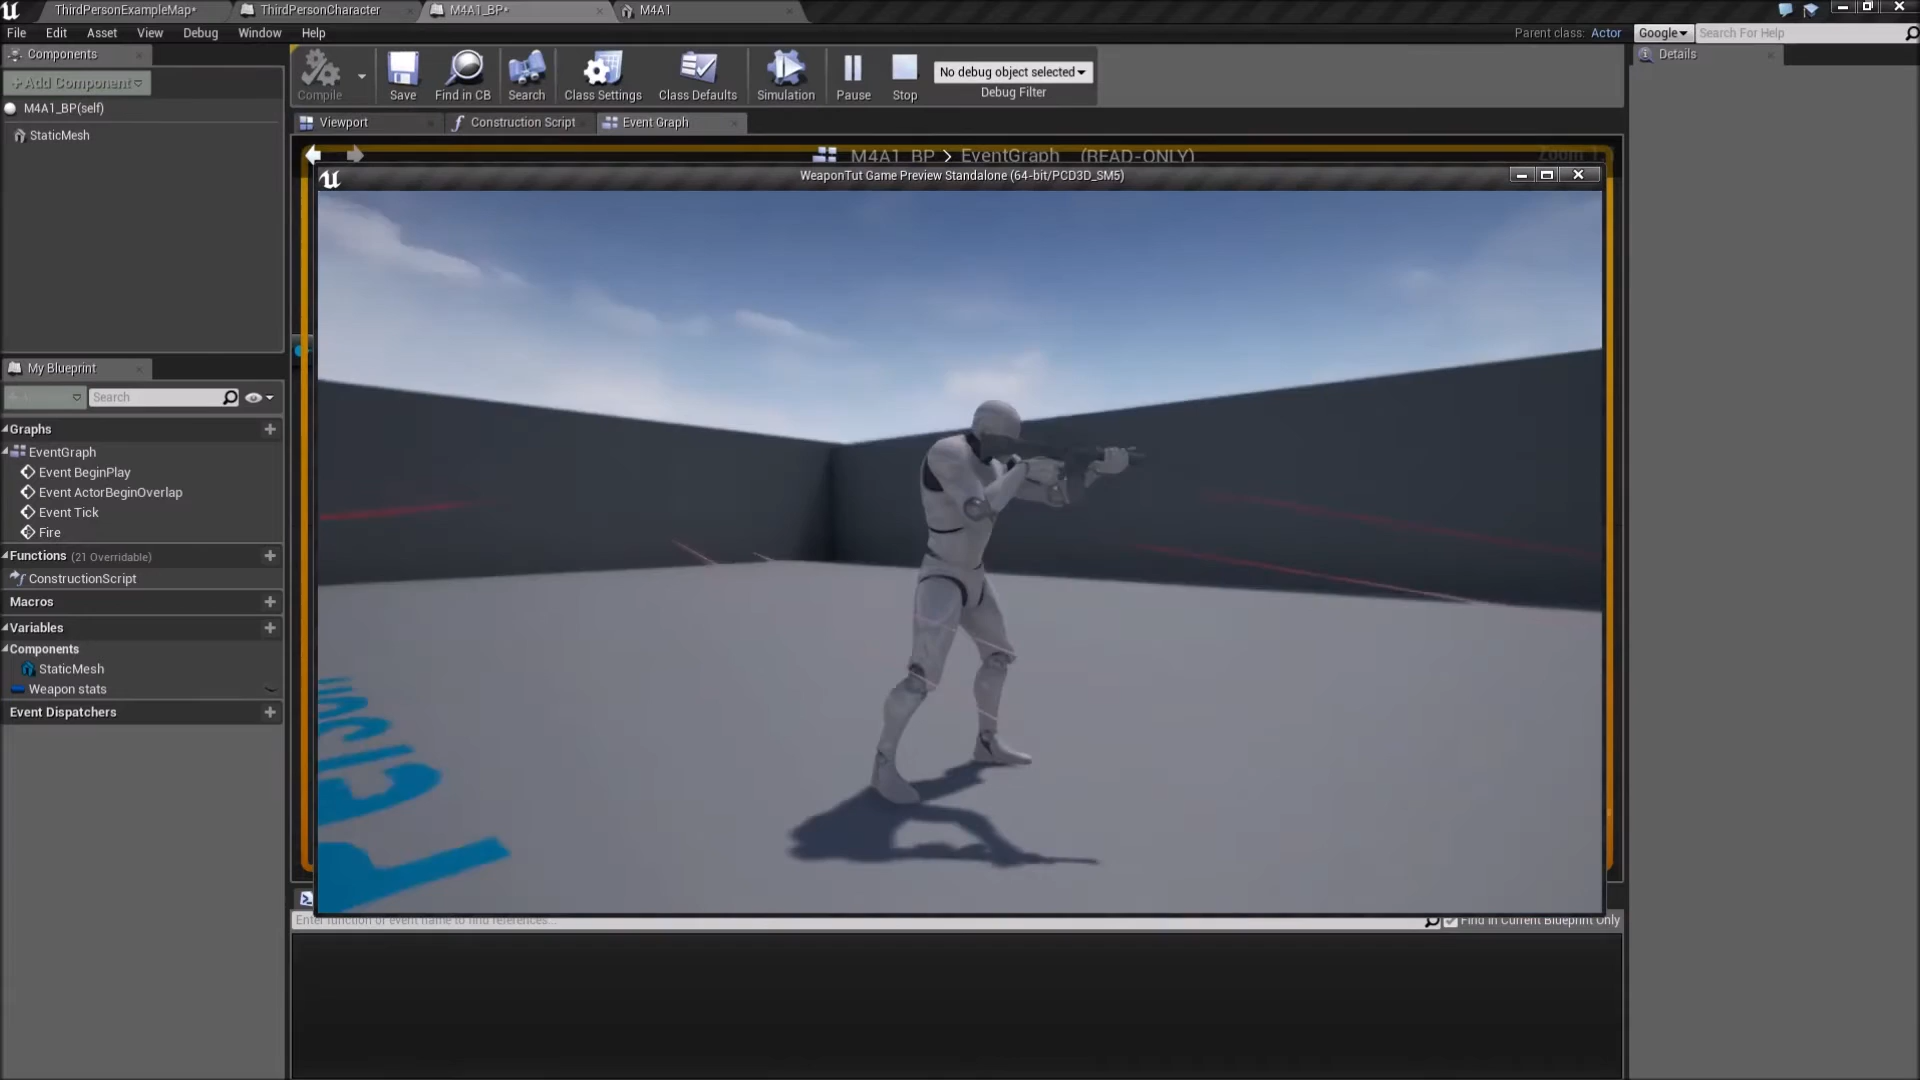 ThirdPersonExampleMap*
ThirdPersonCharacter
M4A1_BP*
M4A1
File Edit Asset View Debug Window Help
Parent class: Actor
Google
Search For Help
Components
+Add Component
M4A1_BP(self)
StaticMesh
Compile
Save
Find in CB
Search
Class Settings
Class Defaults
Simulation
Pause
Stop
No debug object selected
Debug Filter
Details
Viewport
Construction Script
Event Graph
M4A1_BP > EventGraph (READ-ONLY)
Zoom
WeaponTut Game Preview Standalone (64-bit/PCD3D_SM5)
My Blueprint
Search
Graphs
EventGraph
Event BeginPlay
Event ActorBeginOverlap
Event Tick
Fire
Functions (21 Overridable)
ConstructionScript
Macros
Variables
Components
StaticMesh
Weapon stats
Event Dispatchers
Enter function or event name to find references...
Find in Current Blueprint Only